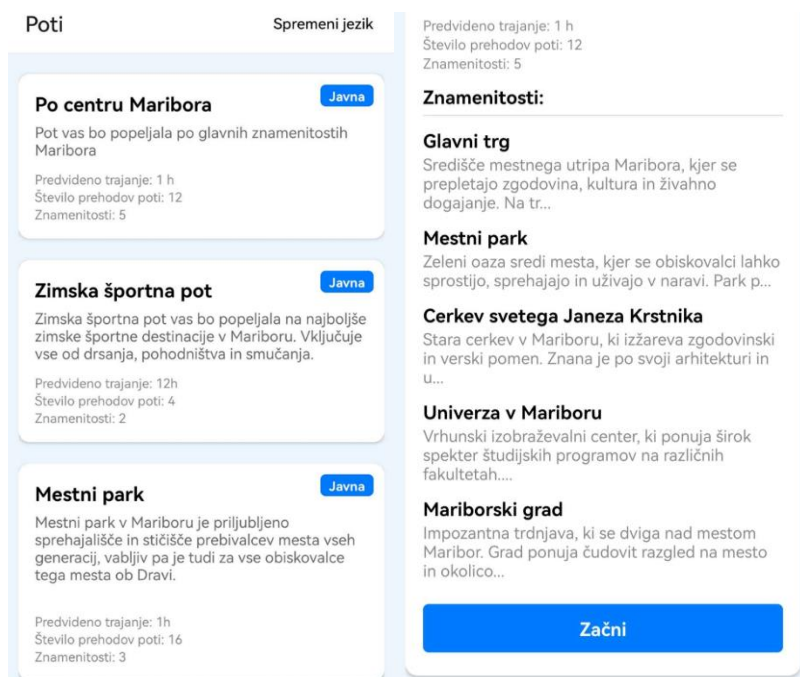 Poti
Spremeni jezik
Po centru Maribora
Javna
Pot vas bo popeljala po glavnih znamenitostih
Maribora
Predvideno trajanje: 1 h
Število prehodov poti: 12
Znamenitosti: 5
Zimska športna pot
Javna
Zimska športna pot vas bo popeljala na najboljše
zimske športne destinacije v Mariboru. Vključuje
vse od drsanja, pohodništva in smučanja.
Predvideno trajanje: 12h
Število prehodov poti: 4
Znamenitosti: 2
Mestni park
Javna
Mestni park v Mariboru je priljubljeno
sprehajališče in stičišče prebivalcev mesta vseh
generacij, vabljiv pa je tudi za vse obiskovalce
tega mesta ob Dravi.
Predvideno trajanje: 1h
Število prehodov poti: 16
Znamenitosti: 3
Predvideno trajanje: 1 h
Število prehodov poti: 12
Znamenitosti: 5
Znamenitosti:
Glavni trg
Središče mestnega utripa Maribora, kjer se
prepletajo zgodovina, kultura in živahno
dogajanje. Na tr...
Mestni park
Zeleni oaza sredi mesta, kjer se obiskovalci lahko
sprostijo, sprehajajo in uživajo v naravi. Park p...
Cerkev svetega Janeza Krstnika
Stara cerkev v Mariboru, ki izžareva zgodovinski
in verski pomen. Znana je po svoji arhitekturi in
u...
Univerza v Mariboru
Vrhunski izobraževalni center, ki ponuja širok
spekter študijskih programov na različnih
fakultetah....
Mariborski grad
Impozantna trdnjava, ki se dviga nad mestom
Maribor. Grad ponuja čudovit razgled na mesto
in okolico...
Začni